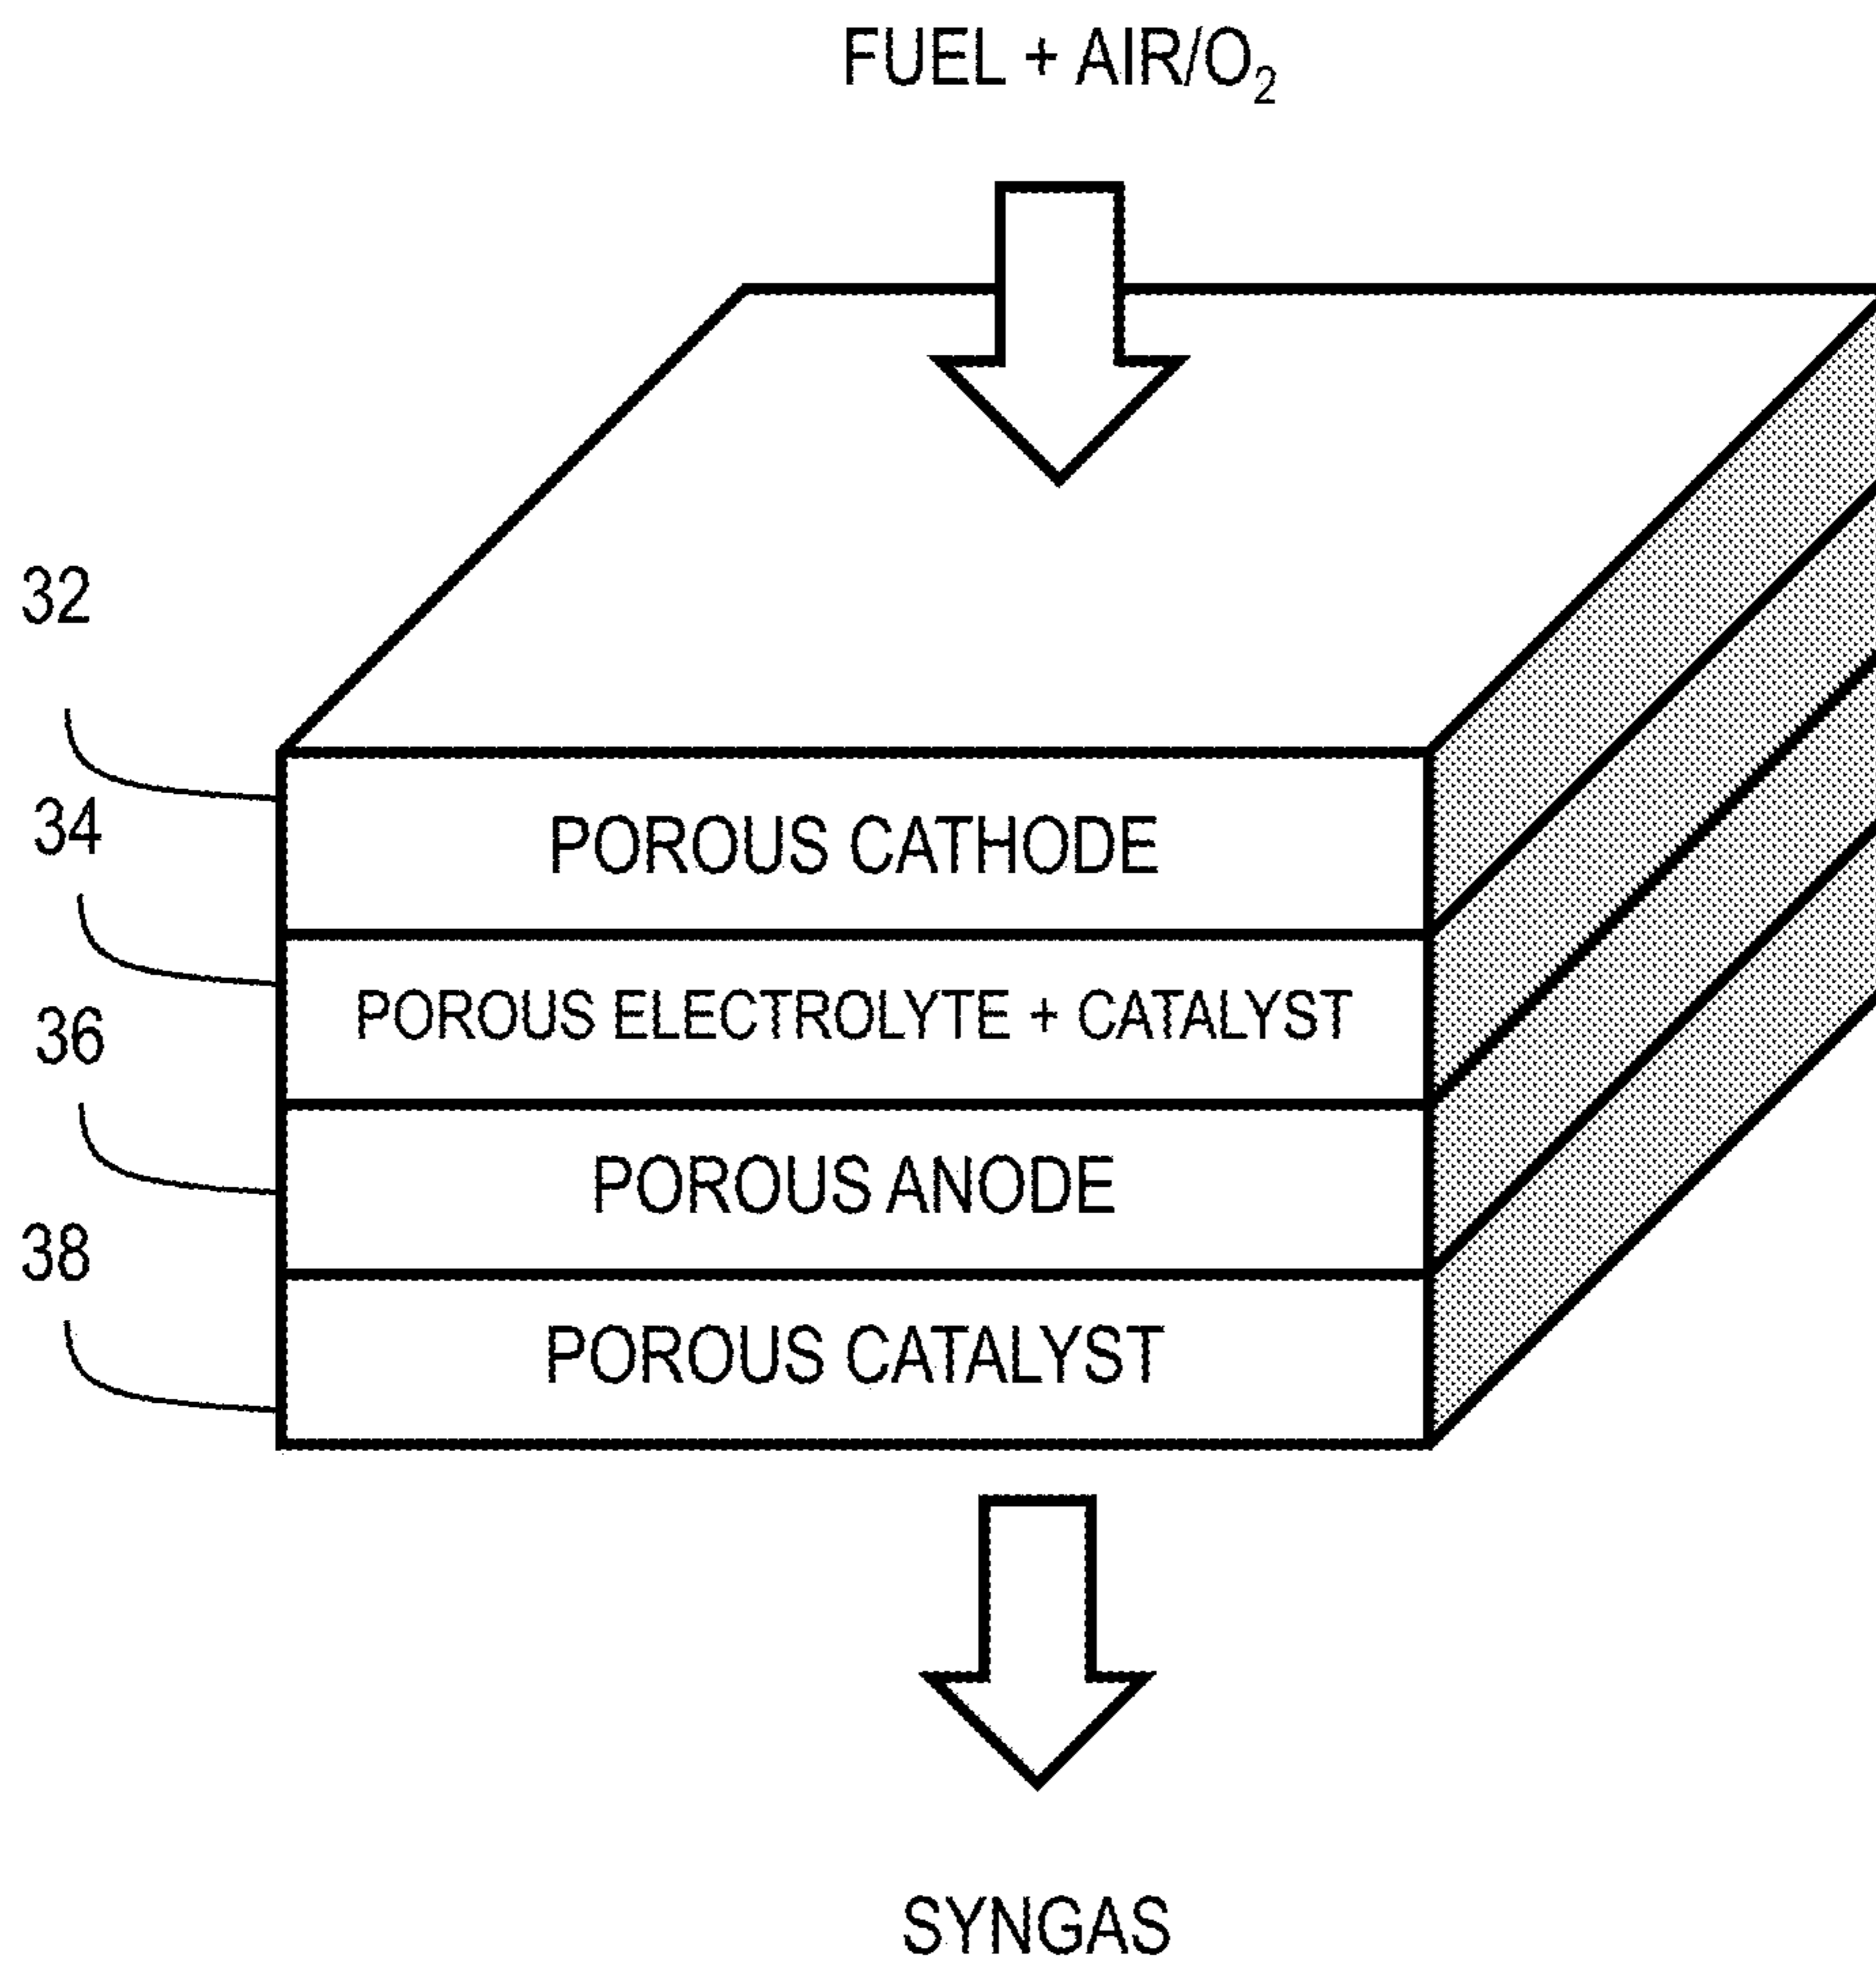 FUEL + AIR/O₂
32
POROUS CATHODE
34
POROUS ELECTROLYTE + CATALYST
36
POROUS ANODE
38
POROUS CATALYST
SYNGAS